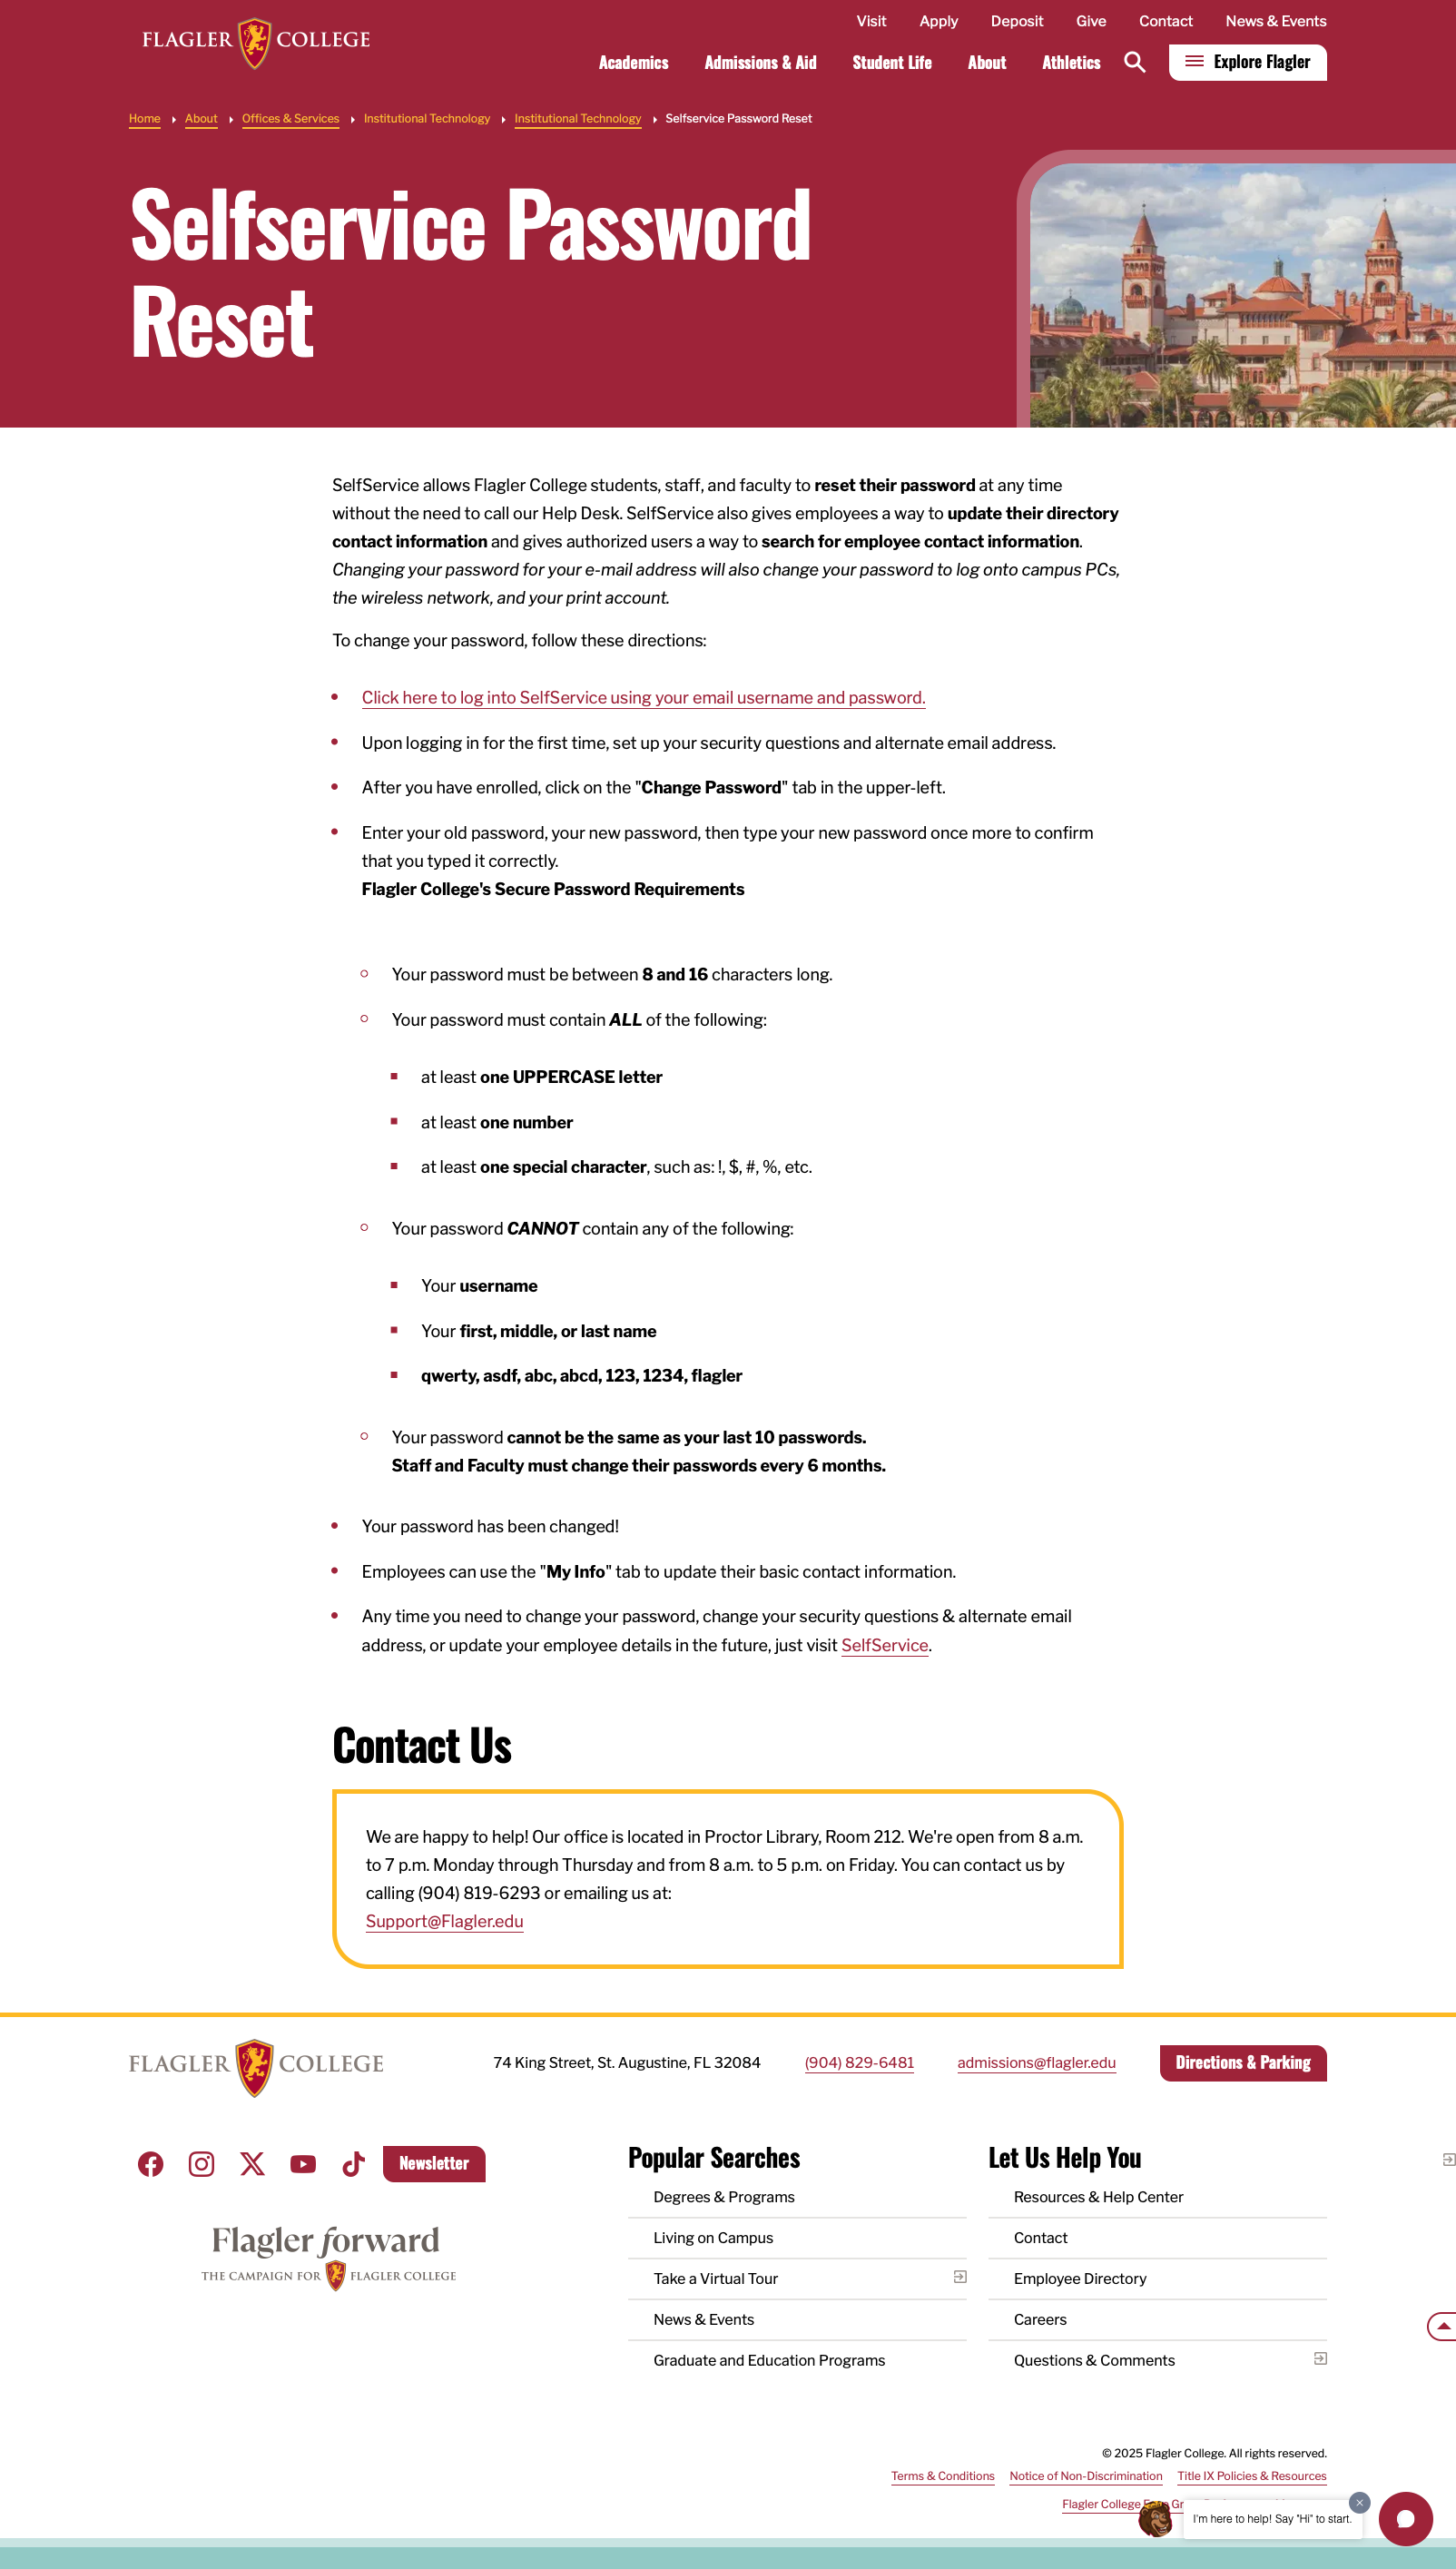 FLAGLER COLLEGE
Visit Apply Deposit Give Contact News & Events
Academics Admissions & Aid Student Life About Athletics Explore Flagler
Home About Offices & Services Institutional Technology Institutional Technology Selfservice Password Reset
Selfservice Password
Reset
SelfService allows Flagler College students, staff, and faculty to reset their password at any time
without the need to call our Help Desk. SelfService also gives employees a way to update their directory
contact information and gives authorized users a way to search for employee contact information.
Changing your password for your e-mail address will also change your password to log onto campus PCs,
the wireless network, and your print account.
To change your password, follow these directions:
Click here to log into SelfService using your email username and password.
Upon logging in for the first time, set up your security questions and alternate email address.
After you have enrolled, click on the "Change Password" tab in the upper-left.
Enter your old password, your new password, then type your new password once more to confirm
that you typed it correctly.
Flagler College's Secure Password Requirements
Your password must be between 8 and 16 characters long.
Your password must contain ALL of the following:
at least one UPPERCASE letter
at least one number
at least one special character, such as: !, $, #, %, etc.
Your password CANNOT contain any of the following:
Your username
Your first, middle, or last name
qwerty, asdf, abc, abcd, 123, 1234, flagler
Your password cannot be the same as your last 10 passwords.
Staff and Faculty must change their passwords every 6 months.
Your password has been changed!
Employees can use the "My Info" tab to update their basic contact information.
Any time you need to change your password, change your security questions & alternate email
address, or update your employee details in the future, just visit SelfService.
Contact Us
We are happy to help! Our office is located in Proctor Library, Room 212. We're open from 8 a.m.
to 7 p.m. Monday through Thursday and from 8 a.m. to 5 p.m. on Friday. You can contact us by
calling (904) 819-6293 or emailing us at:
Support@Flagler.edu
FLAGLER COLLEGE
74 King Street, St. Augustine, FL 32084 (904) 829-6481 admissions@flagler.edu Directions & Parking
Newsletter
Flagler forward
THE CAMPAIGN FOR FLAGLER COLLEGE
Popular Searches
Degrees & Programs
Living on Campus
Take a Virtual Tour
News & Events
Graduate and Education Programs
Let Us Help You
Resources & Help Center
Contact
Employee Directory
Careers
Questions & Comments
© 2025 Flagler College. All rights reserved.
Terms & Conditions Notice of Non-Discrimination Title IX Policies & Resources
Flagler College
I'm here to help! Say "Hi" to start.